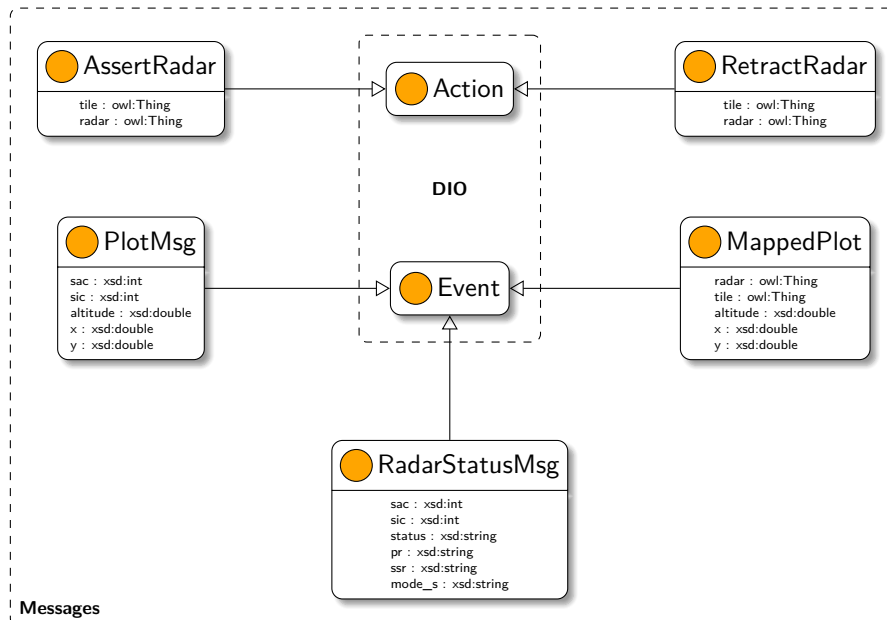 AssertRadar
tile : owl:Thing
radar : owl:Thing
Action
RetractRadar
tile : owl:Thing
radar : owl:Thing
DIO
PlotMsg
sac : xsd:int
sic : xsd:int
altitude : xsd:double
x : xsd:double
y : xsd:double
Event
MappedPlot
radar : owl:Thing
tile : owl:Thing
altitude : xsd:double
x : xsd:double
y : xsd:double
RadarStatusMsg
sac : xsd:int
sic : xsd:int
status : xsd:string
pr : xsd:string
ssr : xsd:string
mode_s : xsd:string
Messages